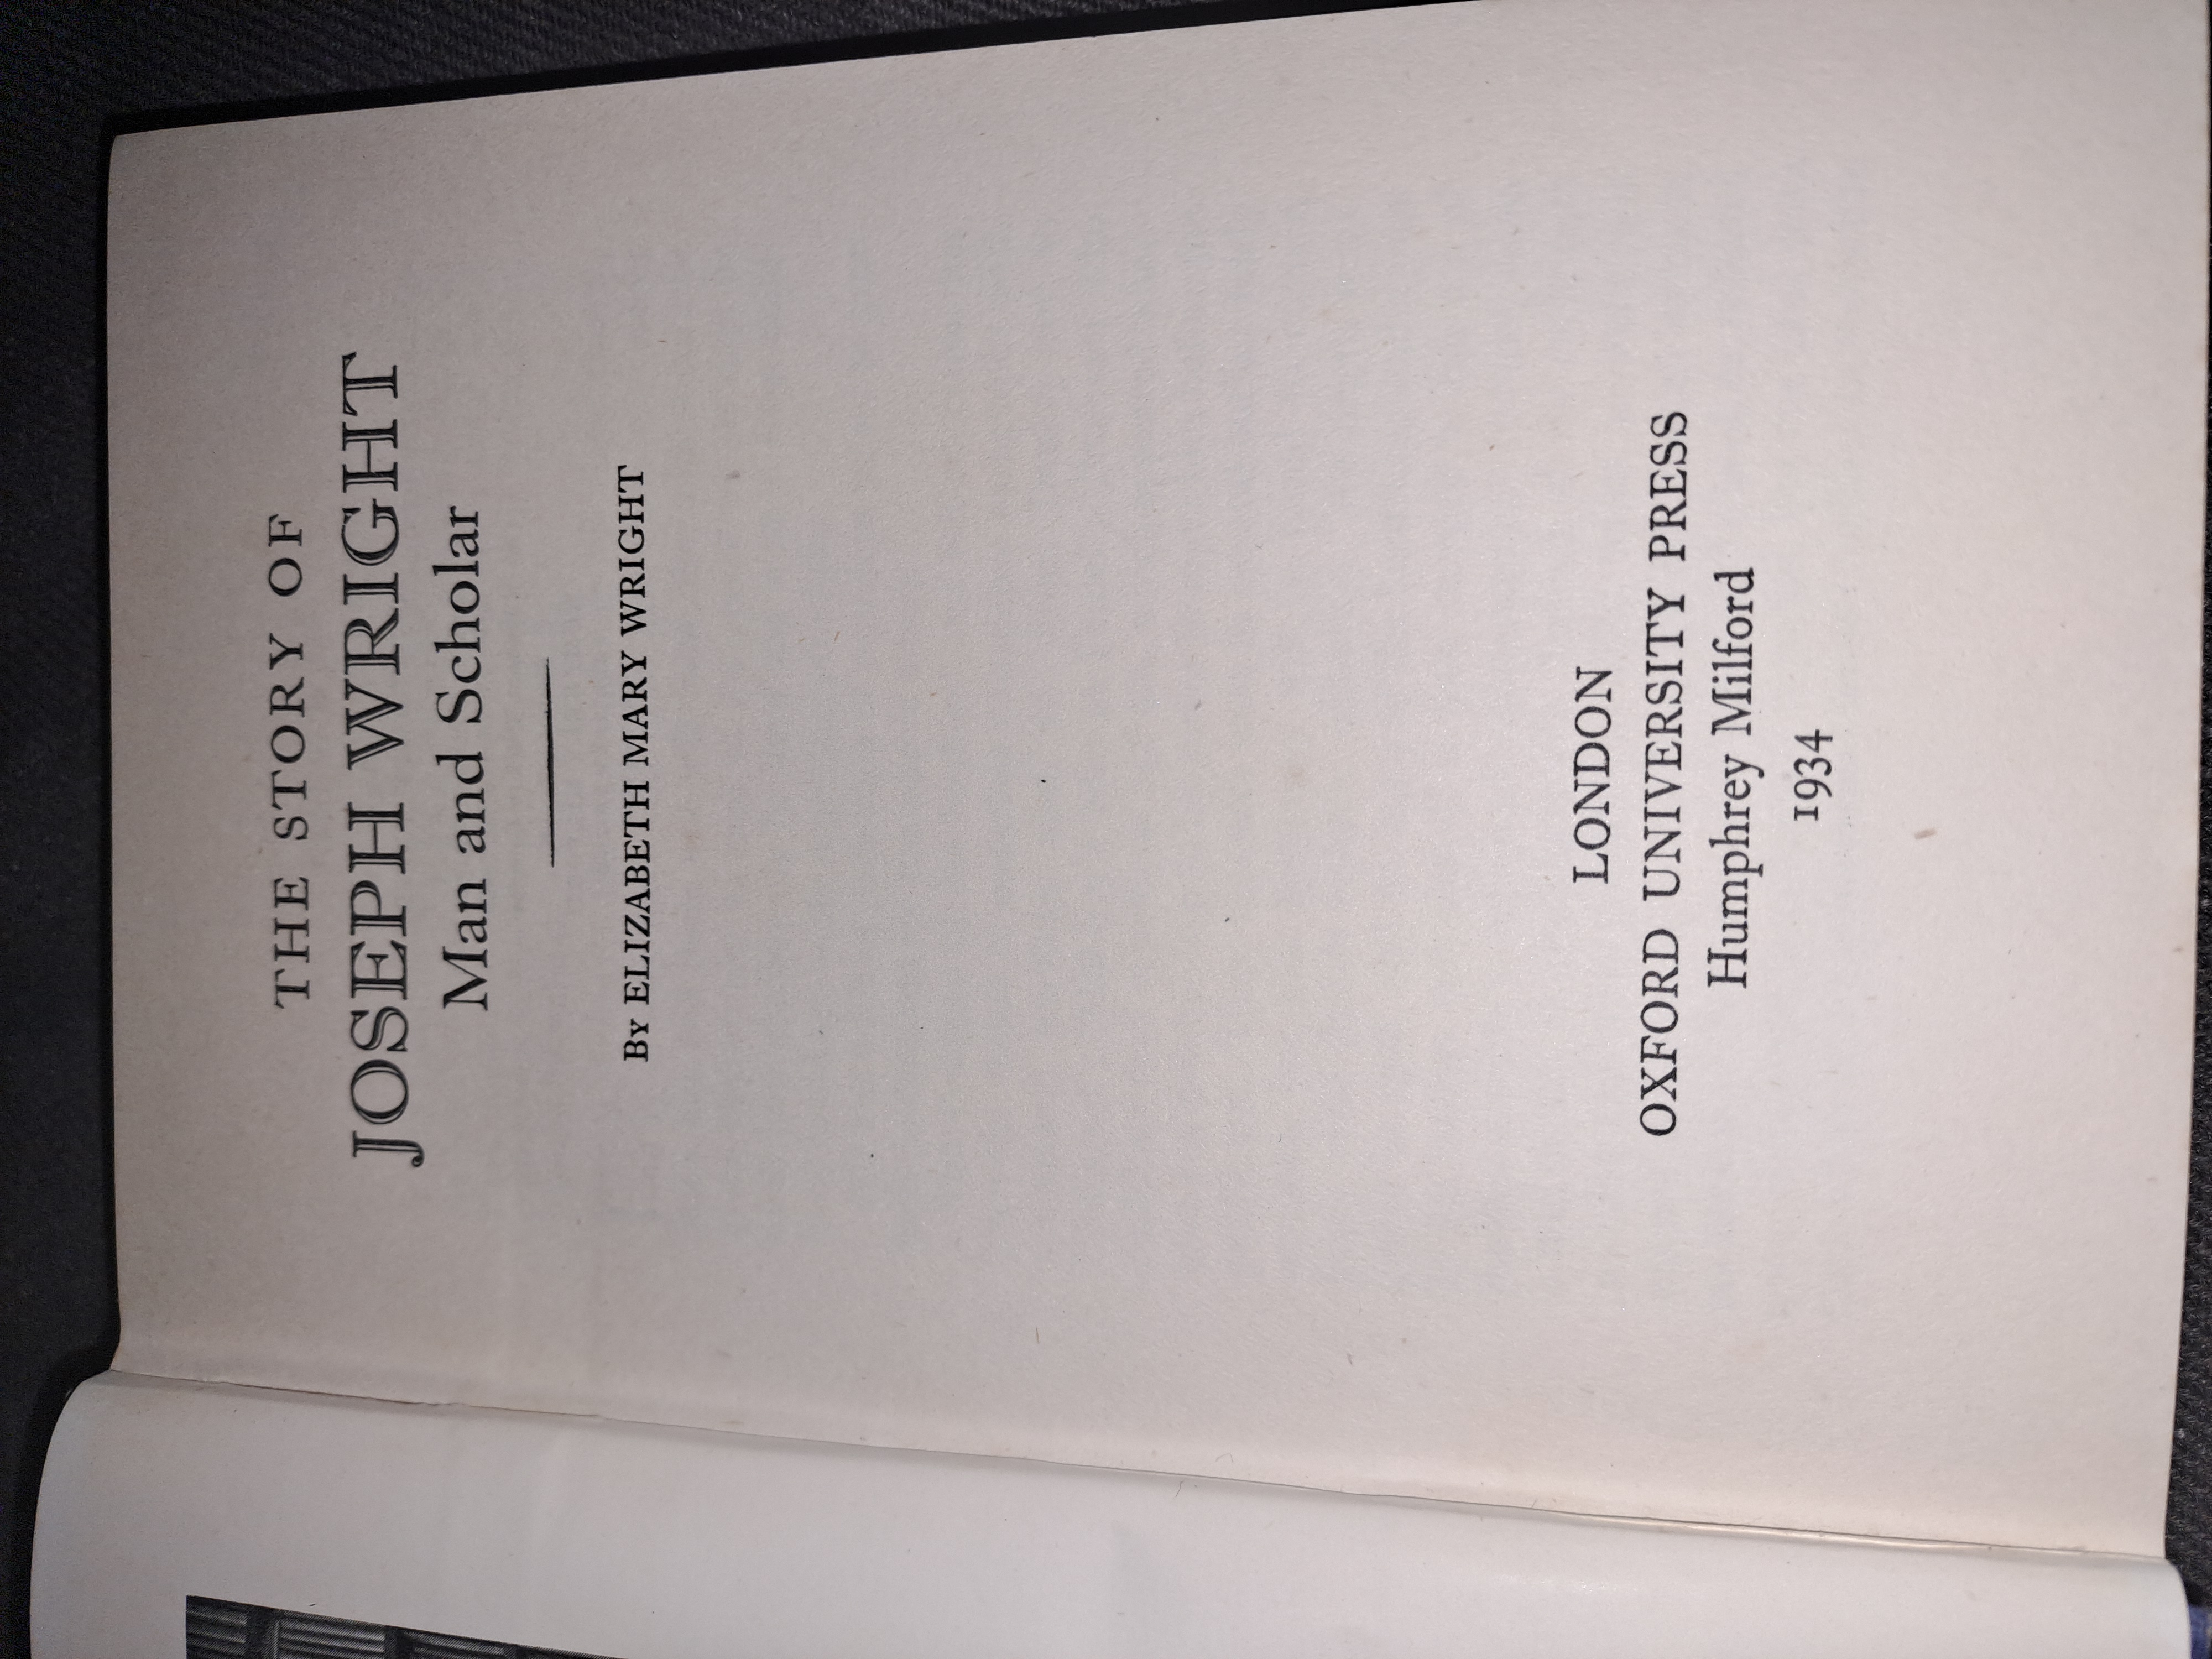 THE STORY OF
JOSEPH WRIGHT
Man and Scholar
By ELIZABETH MARY WRIGHT
LONDON
OXFORD UNIVERSITY PRESS
Humphrey Milford
1934